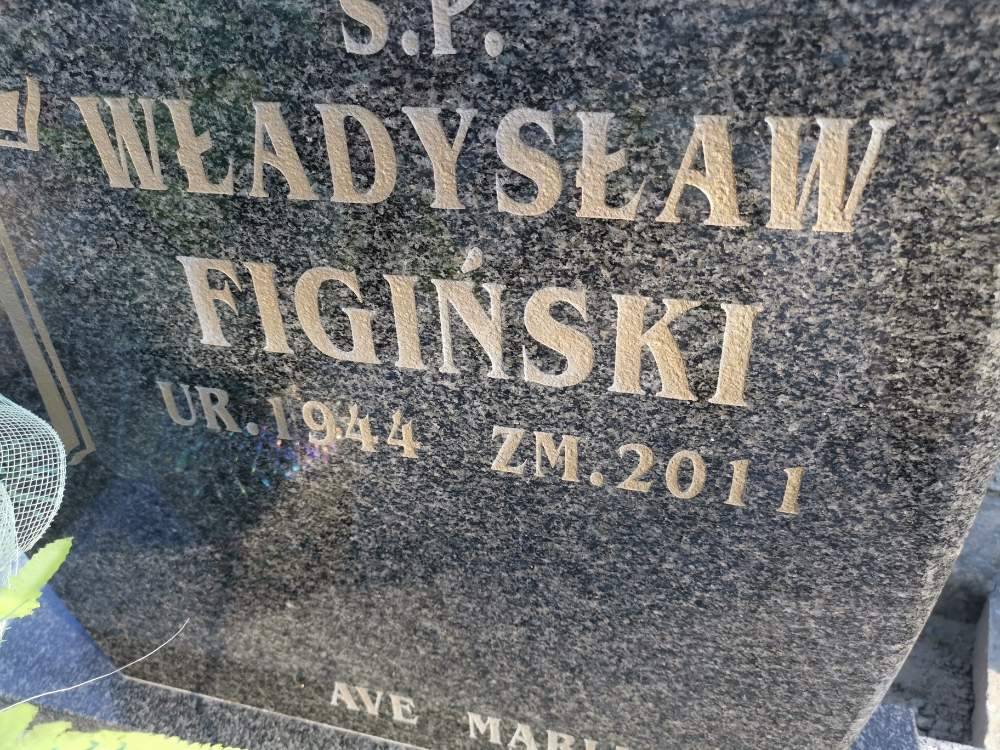 S.P.
WŁADYSŁAW
FIGIŃSKI
UR. 1944 ZM. 2011
AVE